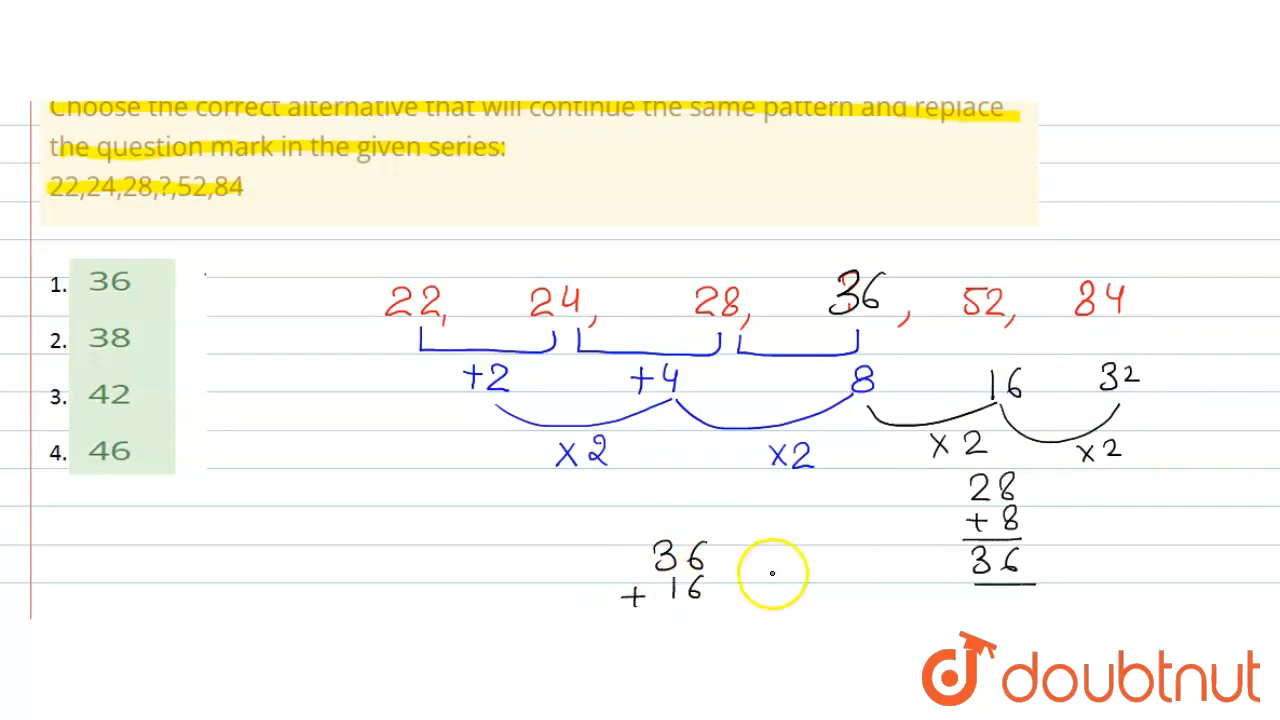 Choose the correct alternative that will continue the same pattern and replace
the question mark in the given series:
22,24,28,?,52,84
1. 36
2. 38
3. 42
4. 46
22, 24, 28, 36, 52, 84
+2 +4 8 16 32
x2 x2 x2 x2
28
+ 8
36
36
+ 16
doubtnut